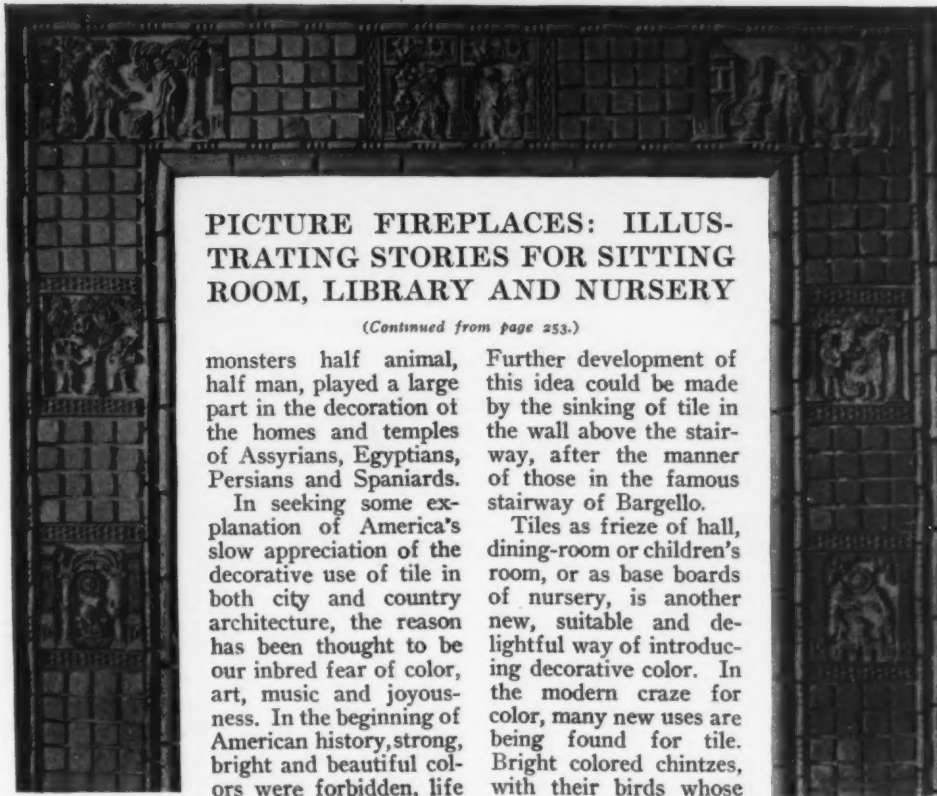 PICTURE FIREPLACES: ILLUS-
TRATING STORIES FOR SITTING
ROOM, LIBRARY AND NURSERY
(Continued from page 253.)
monsters half animal,
half man, played a large
part in the decoration of
the homes and temples
of Assyrians, Egyptians,
Persians and Spaniards.
In seeking some ex-
planation of America's
slow appreciation of the
decorative use of tile in
both city and country
architecture, the reason
has been thought to be
our inbred fear of color,
art, music and joyous-
ness. In the beginning of
American history, strong,
bright and beautiful col-
ors were forbidden, life
Further development of
this idea could be made
by the sinking of tile in
the wall above the stair-
way, after the manner
of those in the famous
stairway of Bargello.
Tiles as frieze of hall,
dining-room or children's
room, or as base boards
of nursery, is another
new, suitable and de-
lightful way of introduc-
ing decorative color. In
the modern craze for
color, many new uses are
being found for tile.
Bright colored chintzes,
with their birds whose